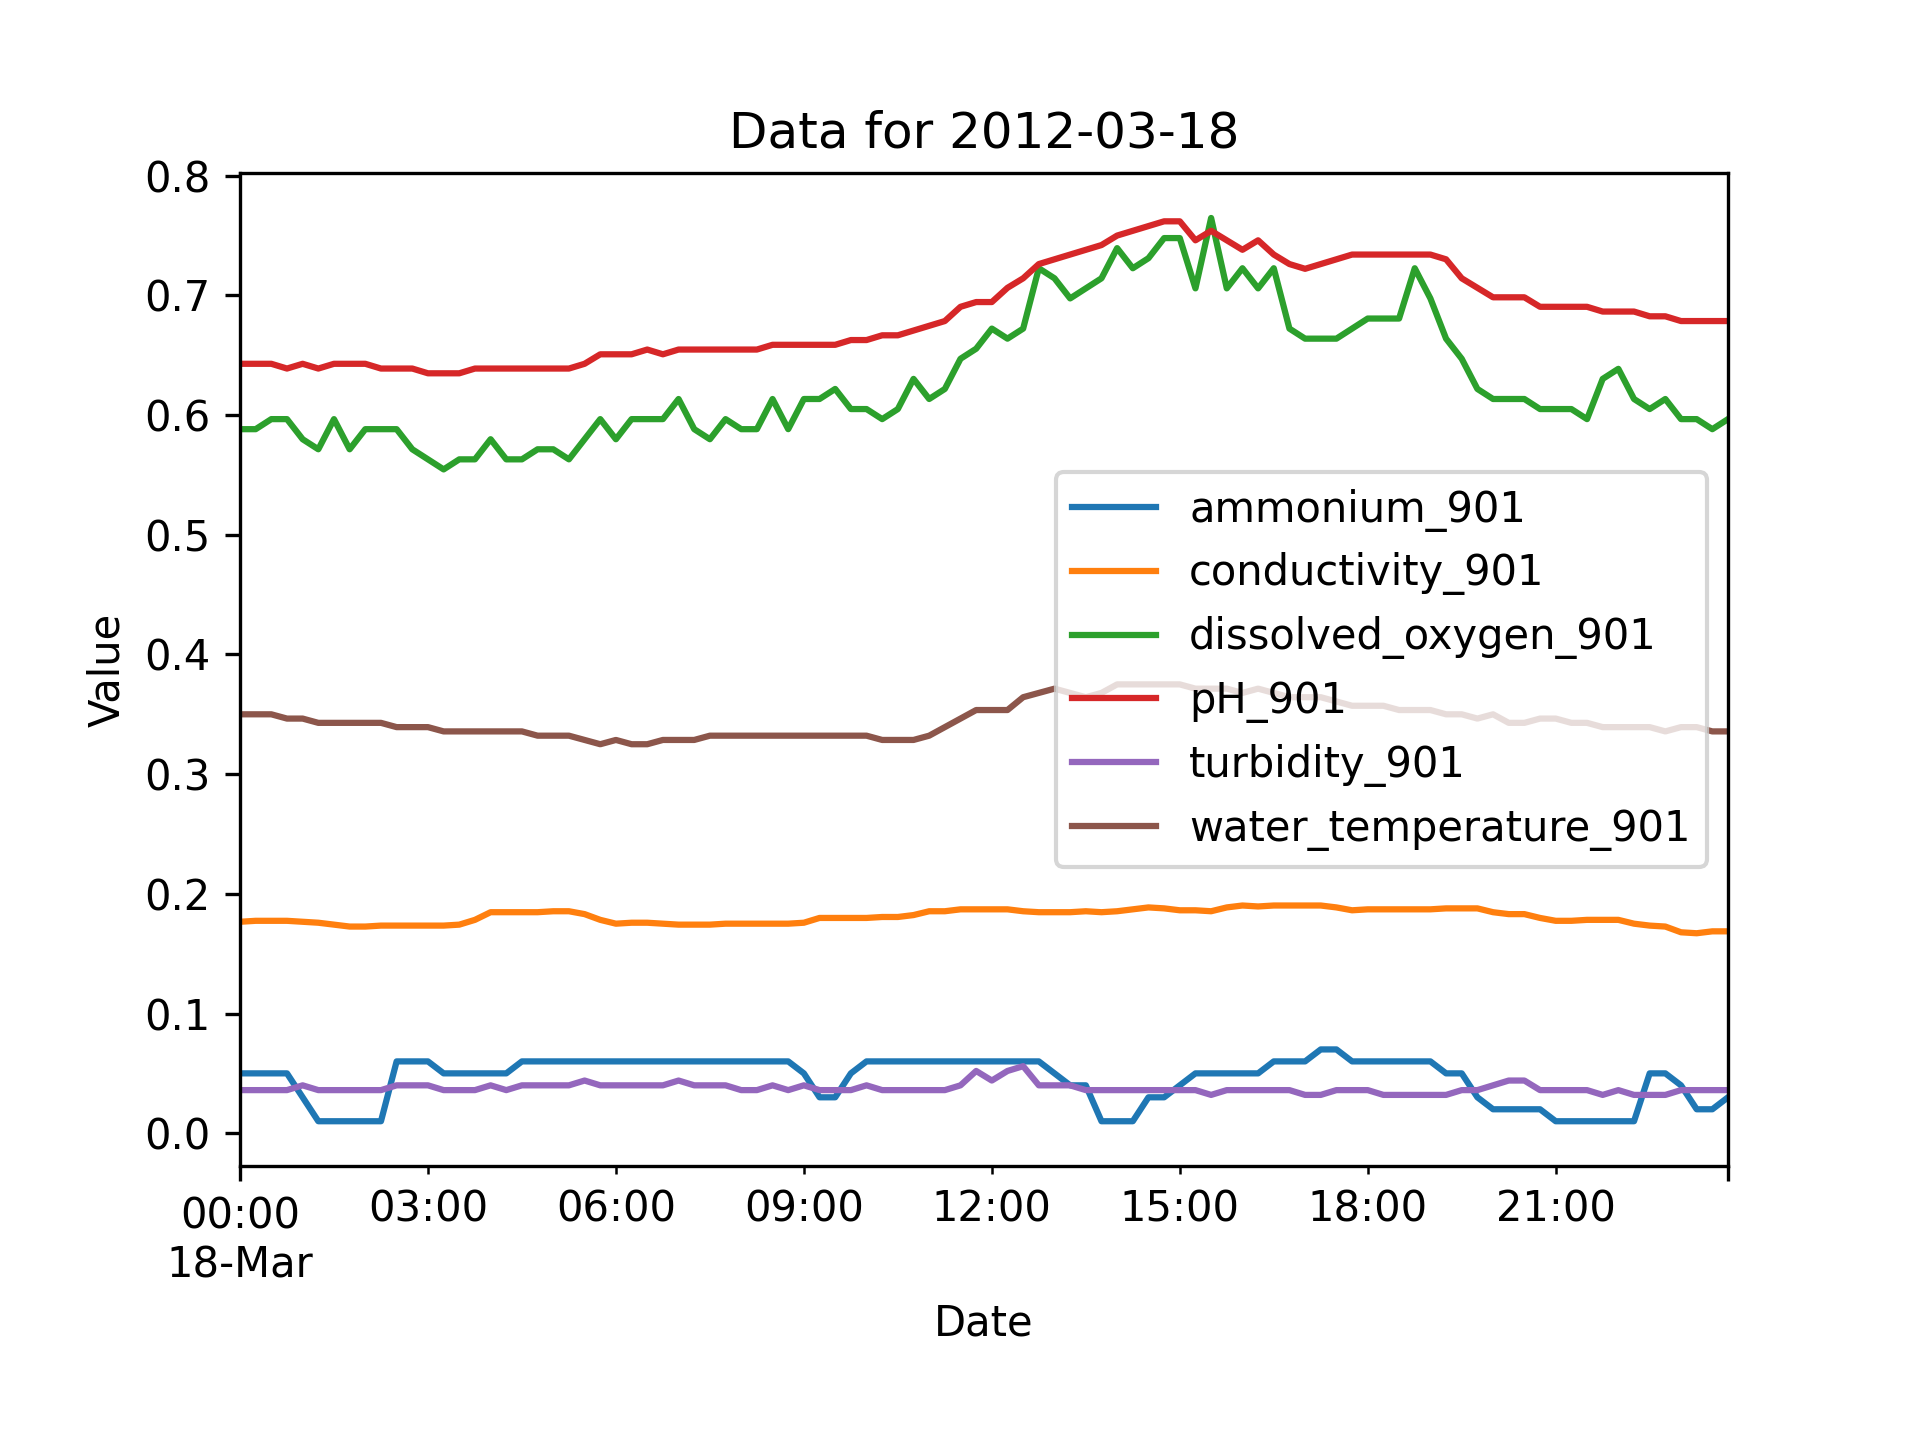 Data for 2012-03-18
0.8
0.7
0.6
0.5
0.4
0.3
0.2
0.1
0.0
Value
ammonium_901
conductivity_901
dissolved_oxygen_901
pH_901
turbidity_901
water_temperature_901
00:00 03:00 06:00 09:00 12:00 15:00 18:00 21:00
18-Mar
Date